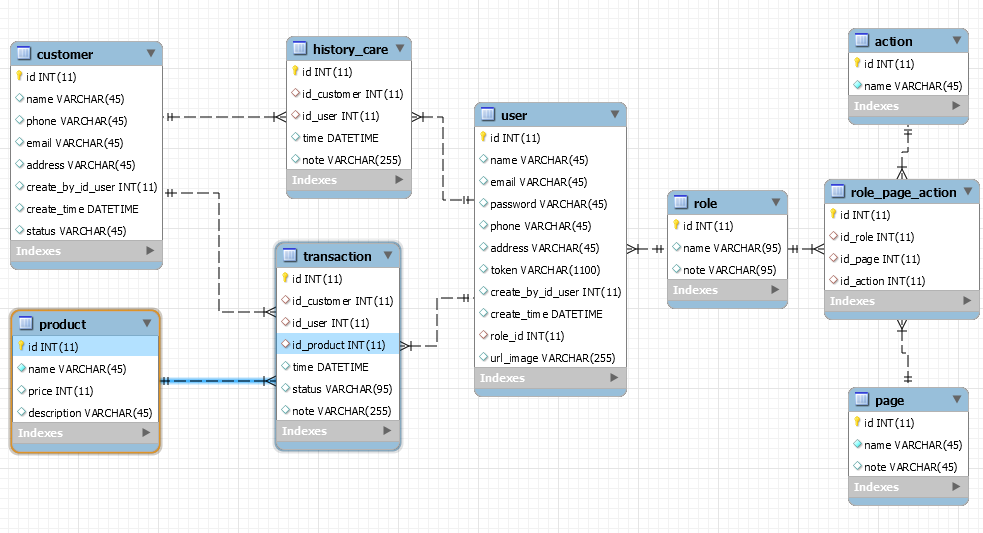 customer
id INT(11)
name VARCHAR(45)
phone VARCHAR(45)
email VARCHAR(45)
address VARCHAR(45)
create_by_id_user INT(11)
create_time DATETIME
status VARCHAR(45)
Indexes
history_care
id INT(11)
id_customer INT(11)
id_user INT(11)
time DATETIME
note VARCHAR(255)
Indexes
user
id INT(11)
name VARCHAR(45)
email VARCHAR(45)
password VARCHAR(45)
phone VARCHAR(45)
address VARCHAR(45)
token VARCHAR(1100)
create_by_id_user INT(11)
create_time DATETIME
role_id INT(11)
url_image VARCHAR(255)
Indexes
action
id INT(11)
name VARCHAR(45)
Indexes
role
id INT(11)
name VARCHAR(95)
note VARCHAR(95)
Indexes
role_page_action
id INT(11)
id_role INT(11)
id_page INT(11)
id_action INT(11)
Indexes
transaction
id INT(11)
id_customer INT(11)
id_user INT(11)
id_product INT(11)
time DATETIME
status VARCHAR(95)
note VARCHAR(255)
Indexes
product
id INT(11)
name VARCHAR(45)
price INT(11)
description VARCHAR(45)
Indexes
page
id INT(11)
name VARCHAR(45)
note VARCHAR(45)
Indexes